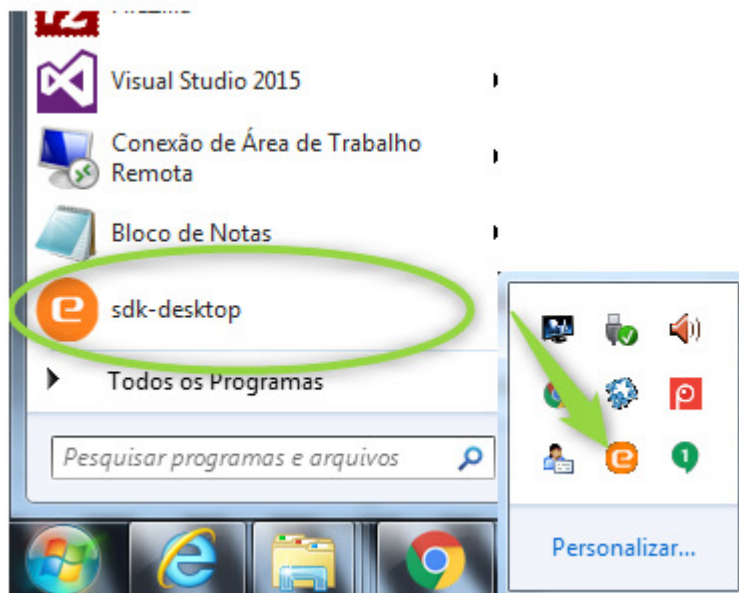 Visual Studio 2015
Conexão de Área de Trabalho
Remota
Bloco de Notas
sdk-desktop
Todos os Programas
Pesquisar programas e arquivos
1
Personalizar...